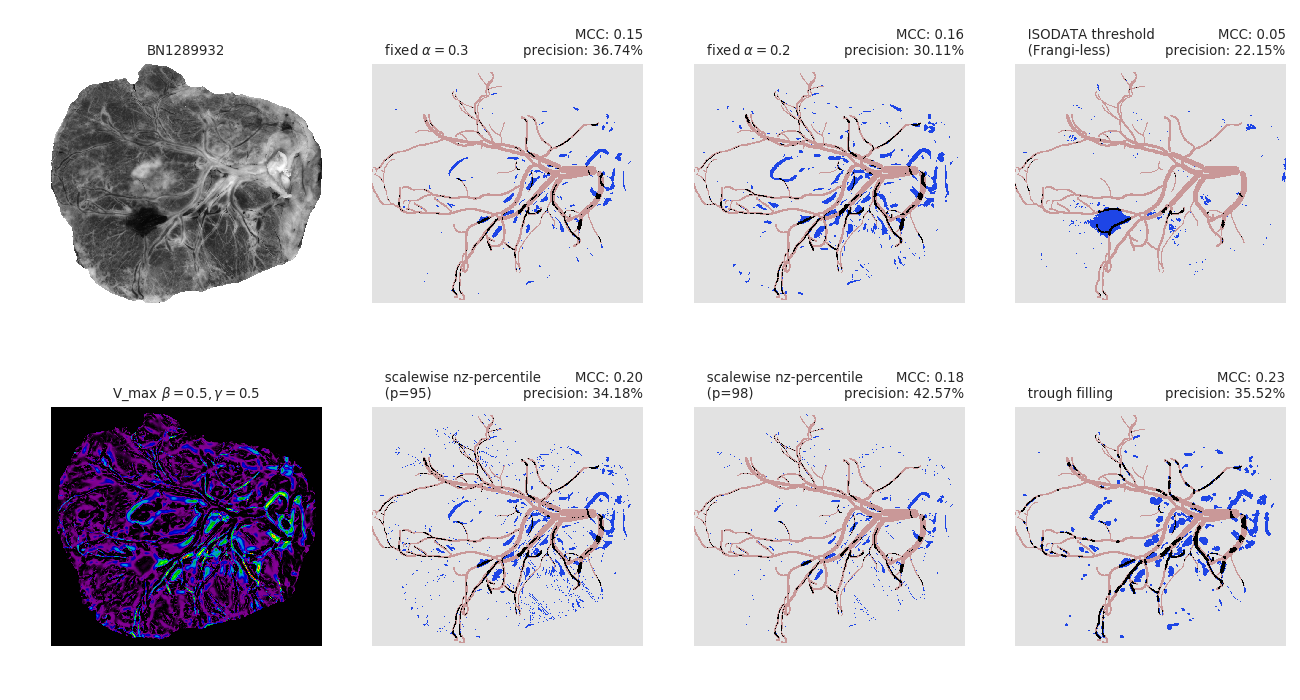 BN1289932
fixed α = 0.3
MCC: 0.15
precision: 36.74%
fixed α = 0.2
MCC: 0.16
precision: 30.11%
ISODATA threshold
(Frangi-less)
MCC: 0.05
precision: 22.15%
V_max β = 0.5, γ = 0.5
scalewise nz-percentile
(p=95)
MCC: 0.20
precision: 34.18%
scalewise nz-percentile
(p=98)
MCC: 0.18
precision: 42.57%
trough filling
MCC: 0.23
precision: 35.52%